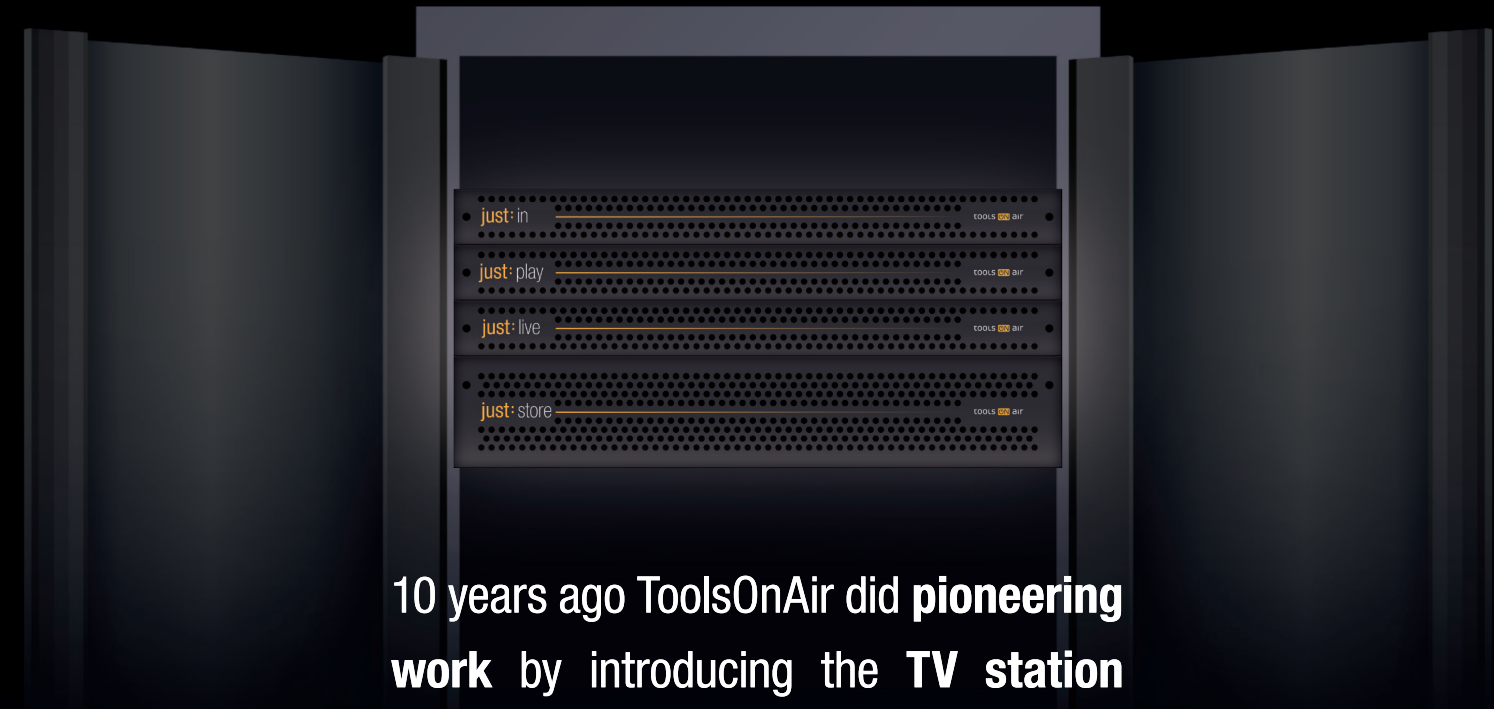 just: in tools ON air
just: play tools ON air
just: live tools ON air
just: store tools ON air
10 years ago ToolsOnAir did pioneering
work by introducing the TV station